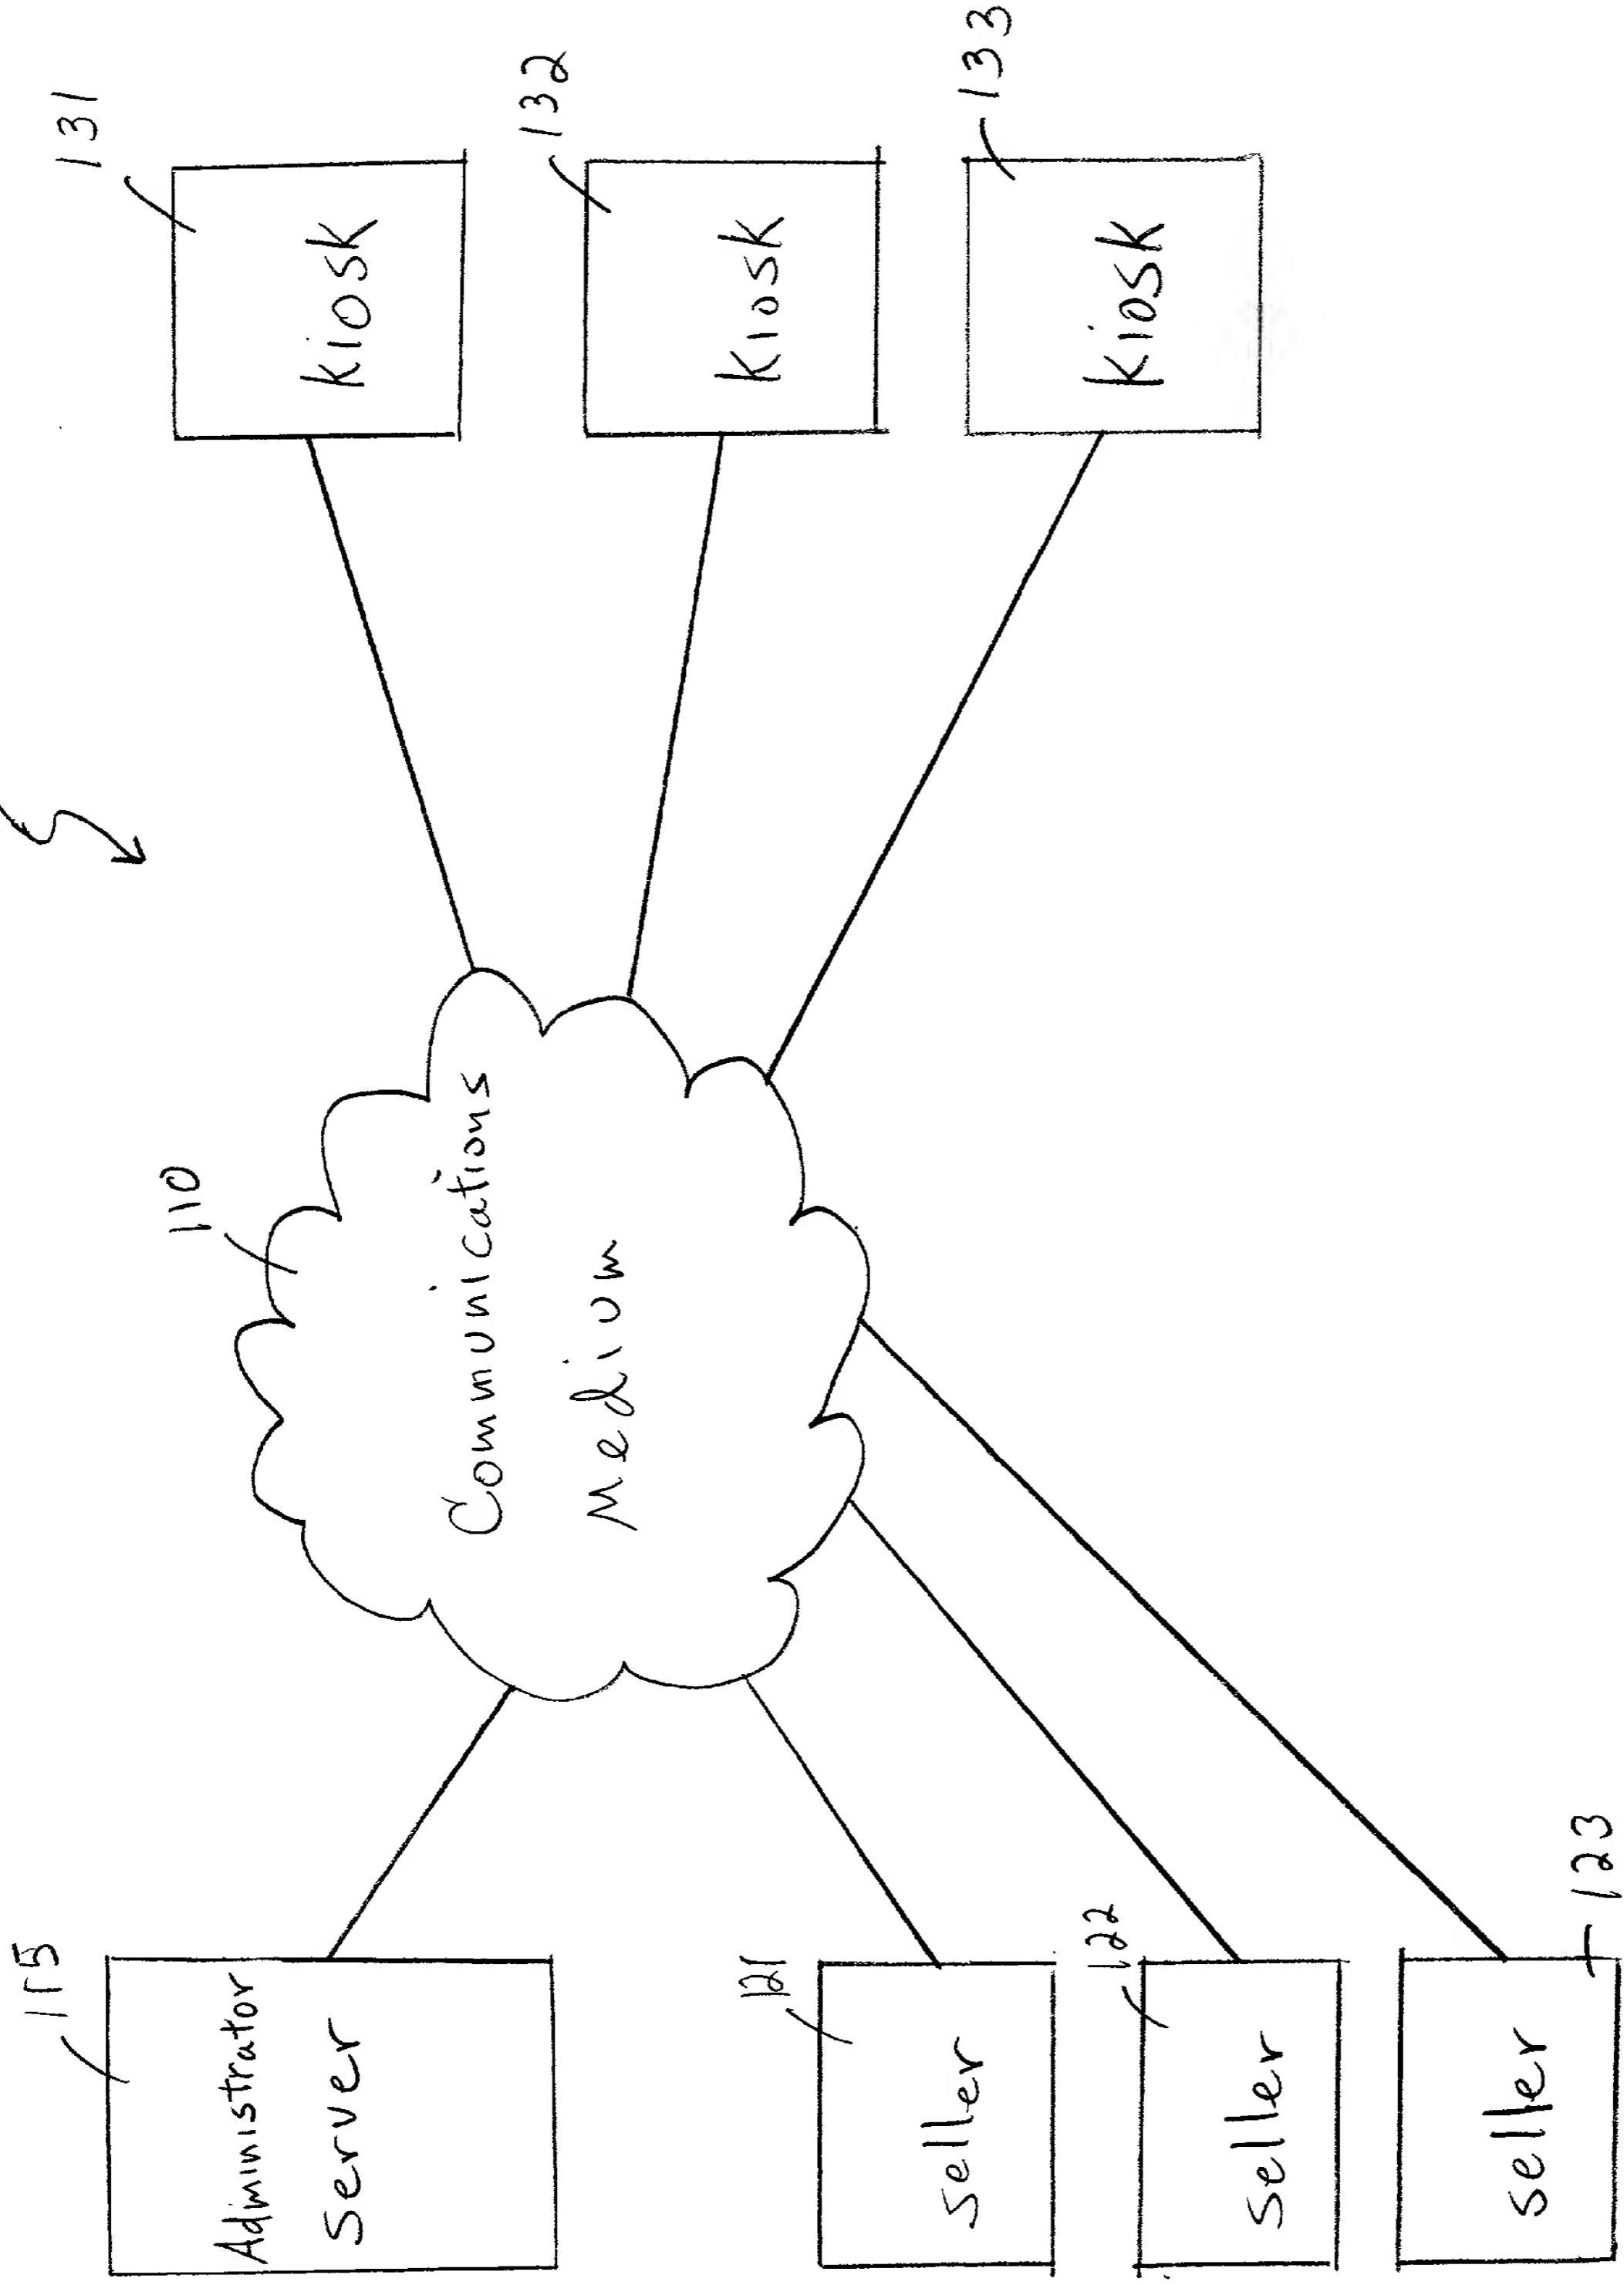 115
Administrator
Server
110
Communications
Medium
131
Kiosk
132
Kiosk
133
Kiosk
121
Seller
122
Seller
123
Seller